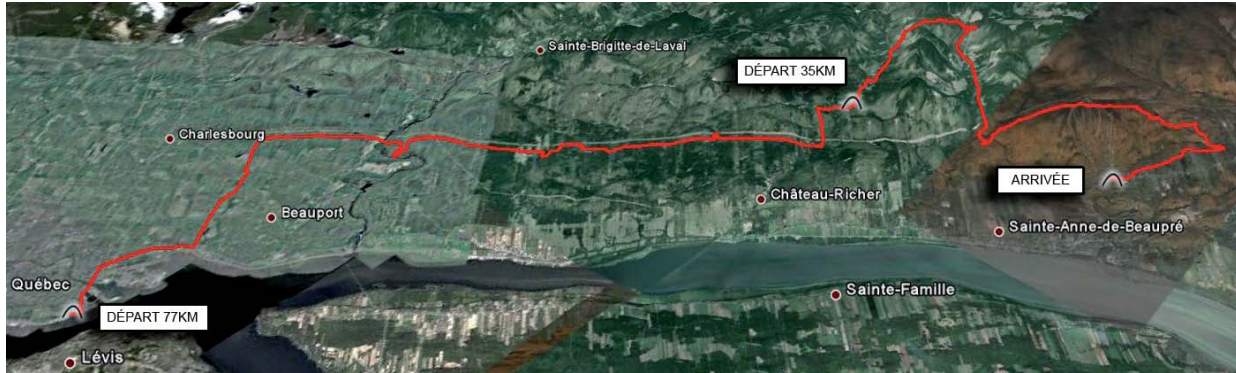 Sainte-Brigitte-de-Laval
DÉPART 35KM
Charlesbourg
ARRIVÉE
Château-Richer
Beauport
Sainte-Anne-de-Beaupré
Québec
Sainte-Famille
DÉPART 77KM
Lévis